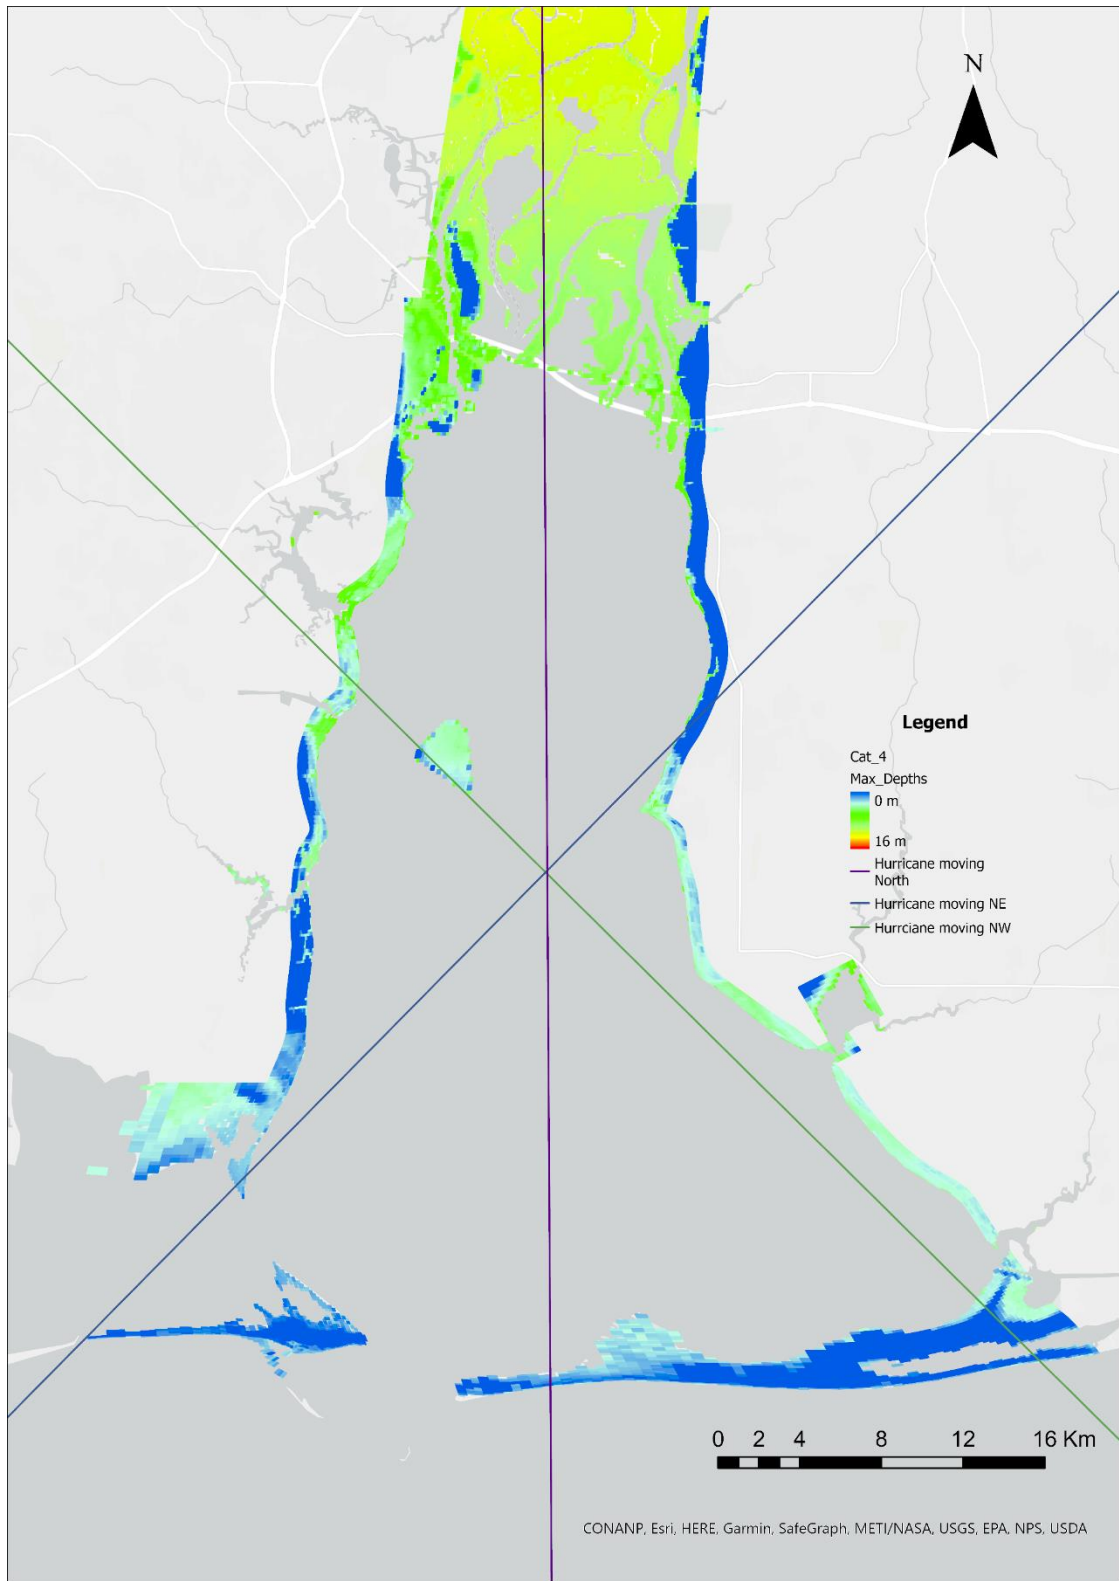 N
Legend
Cat_4
Max_Depths
0 m
16 m
Hurricane moving
North
Hurricane moving NE
Hurrciane moving NW
0 2 4 8 12 16 Km
CONANP, Esri, HERE, Garmin, SafeGraph, METI/NASA, USGS, EPA, NPS, USDA